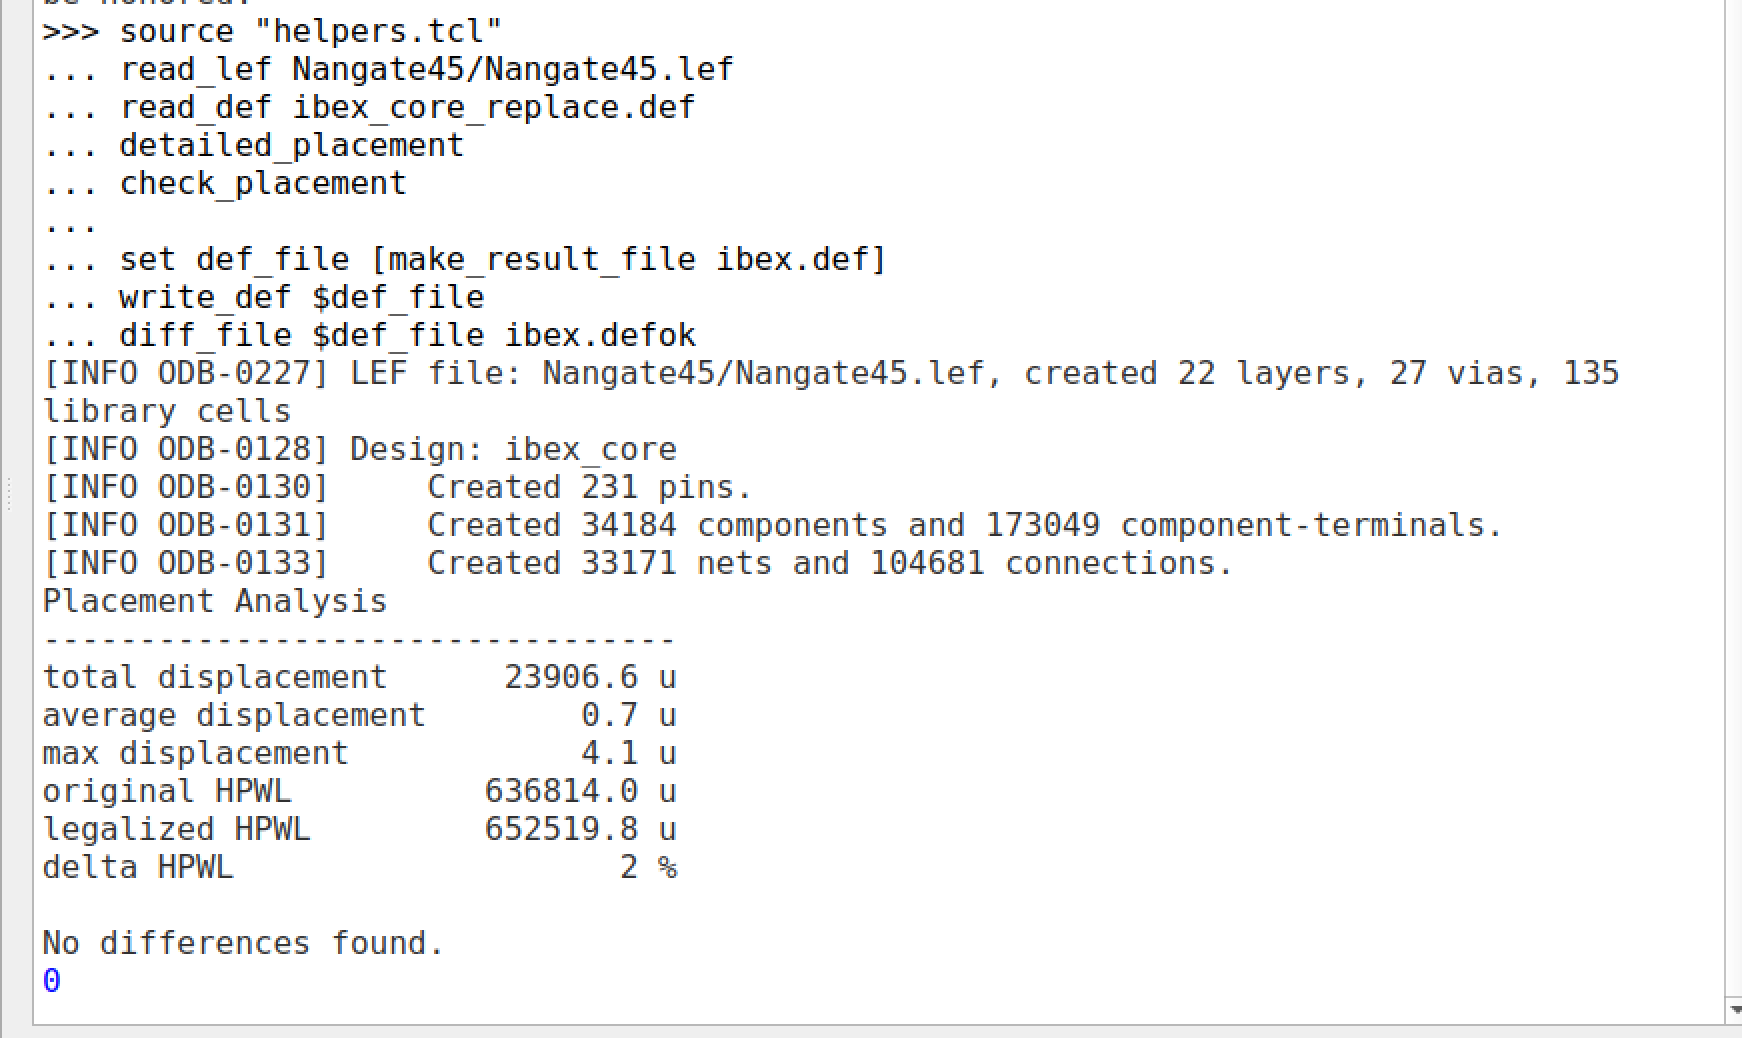 be honored.
>>> source "helpers.tcl"
... read_lef Nangate45/Nangate45.lef
... read_def ibex_core_replace.def
... detailed_placement
... check_placement
...
... set def_file [make_result_file ibex.def]
... write_def $def_file
... diff_file $def_file ibex.defok
[INFO ODB-0227] LEF file: Nangate45/Nangate45.lef, created 22 layers, 27 vias, 135
library cells
[INFO ODB-0128] Design: ibex_core
[INFO ODB-0130]     Created 231 pins.
[INFO ODB-0131]     Created 34184 components and 173049 component-terminals.
[INFO ODB-0133]     Created 33171 nets and 104681 connections.
Placement Analysis
---------------------------------
total displacement      23906.6 u
average displacement        0.7 u
max displacement            4.1 u
original HPWL          636814.0 u
legalized HPWL         652519.8 u
delta HPWL                    2 %

No differences found.
0